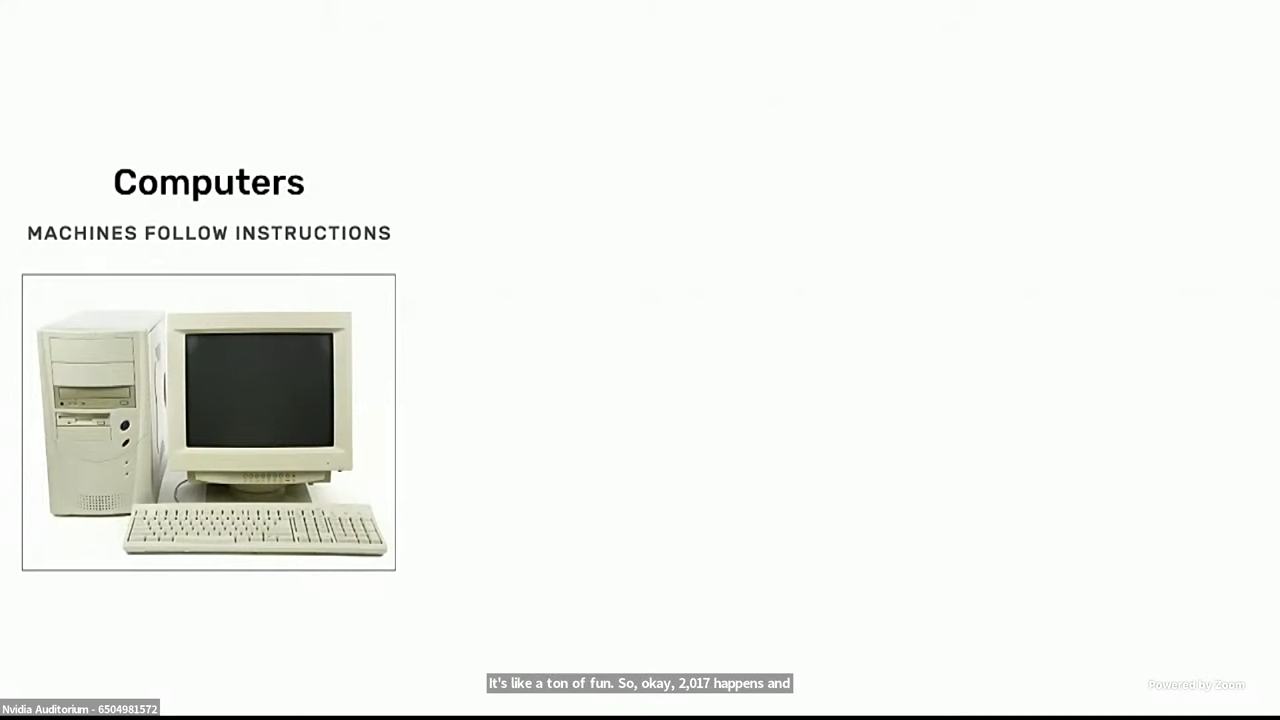 Computers
MACHINES FOLLOW INSTRUCTIONS
It's like a ton of fun. So, okay, 2,017 happens and
Powered by Zoom
Nvidia Auditorium - 6504981572